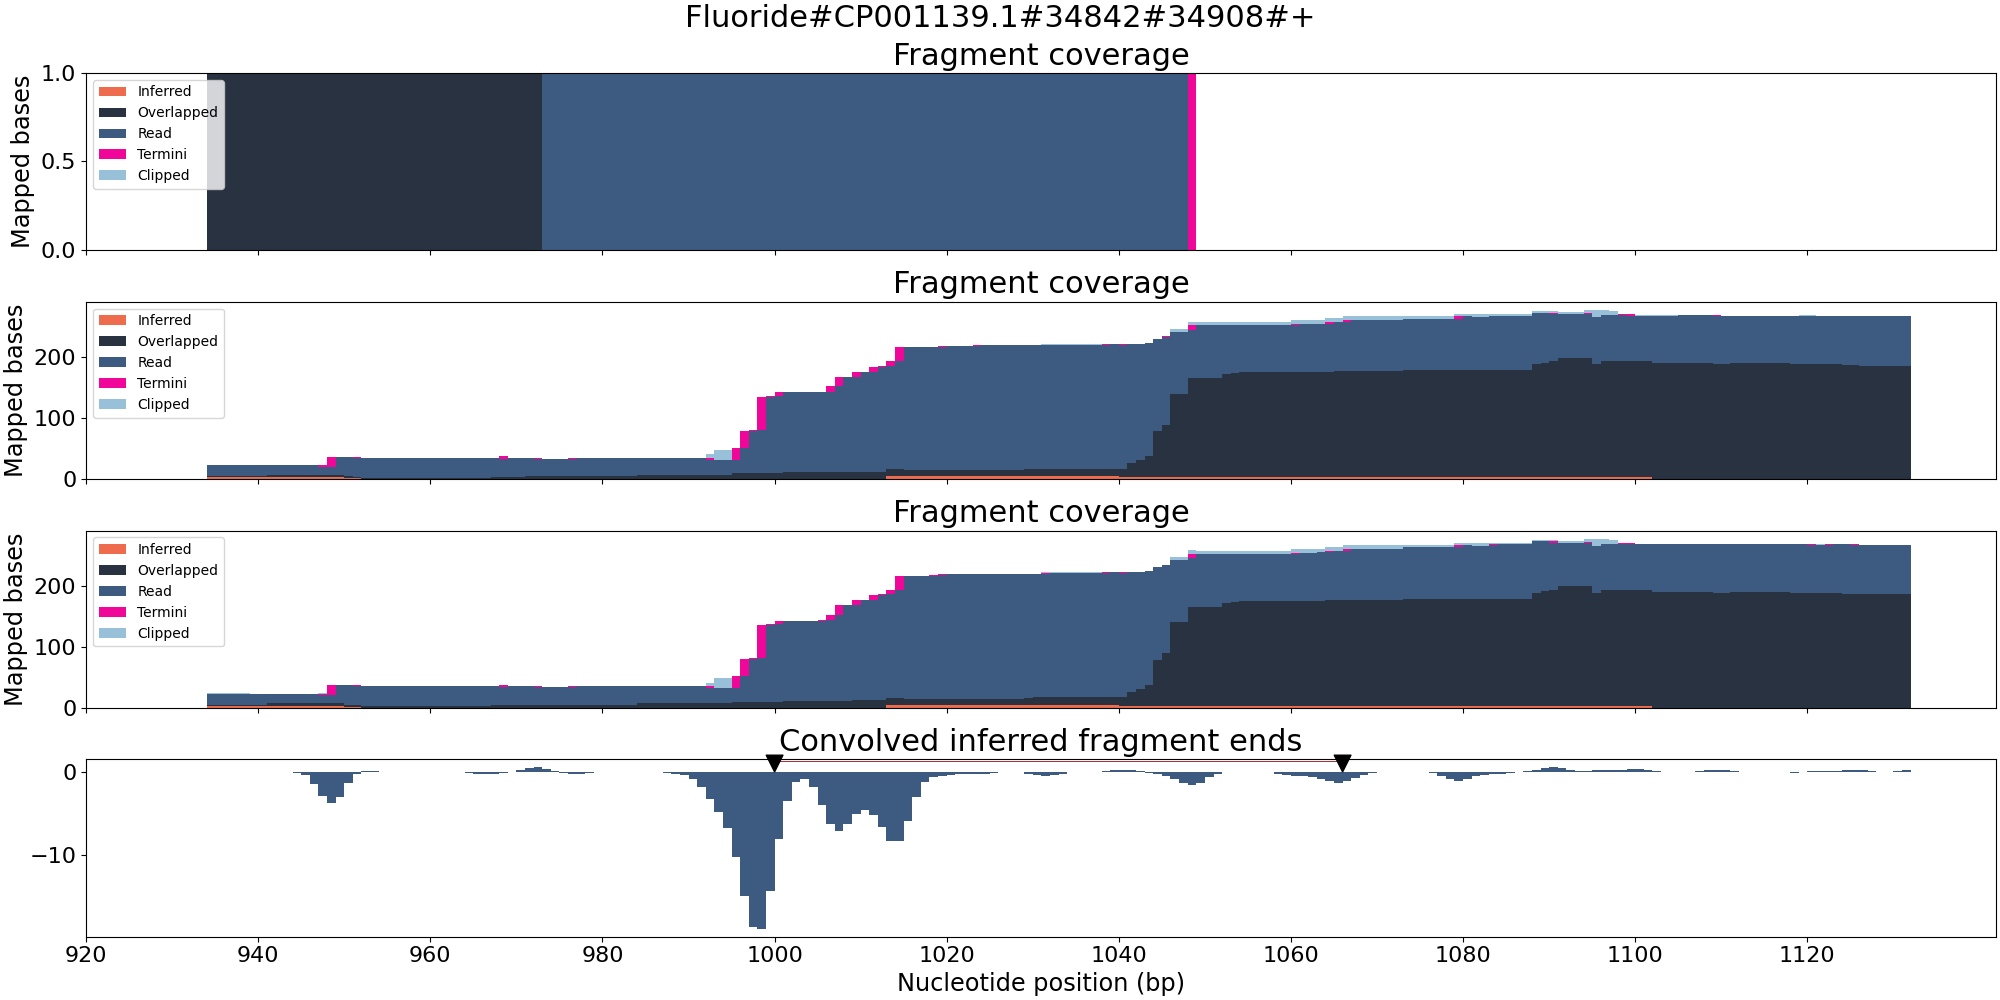 Fluoride#CP001139.1#34842#34908#+
Fragment coverage
Mapped bases
1.0
0.5
0.0
Inferred
Overlapped
Read
Termini
Clipped
Fragment coverage
Mapped bases
200
100
0
Inferred
Overlapped
Read
Termini
Clipped
Fragment coverage
Mapped bases
200
100
0
Inferred
Overlapped
Read
Termini
Clipped
Convolved inferred fragment ends
0
−10
920 940 960 980 1000 1020 1040 1060 1080 1100 1120
Nucleotide position (bp)